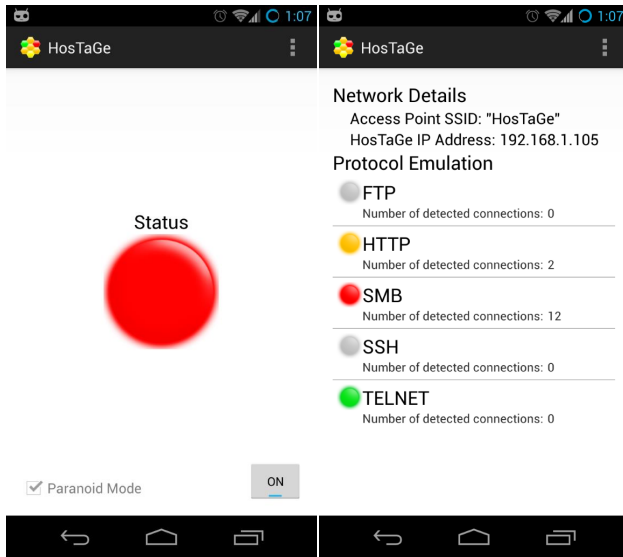 1:07
HosTaGe
Status
Paranoid Mode
ON
1:07
HosTaGe
Network Details
Access Point SSID: "HosTaGe"
HosTaGe IP Address: 192.168.1.105
Protocol Emulation
FTP
Number of detected connections: 0
HTTP
Number of detected connections: 2
SMB
Number of detected connections: 12
SSH
Number of detected connections: 0
TELNET
Number of detected connections: 0